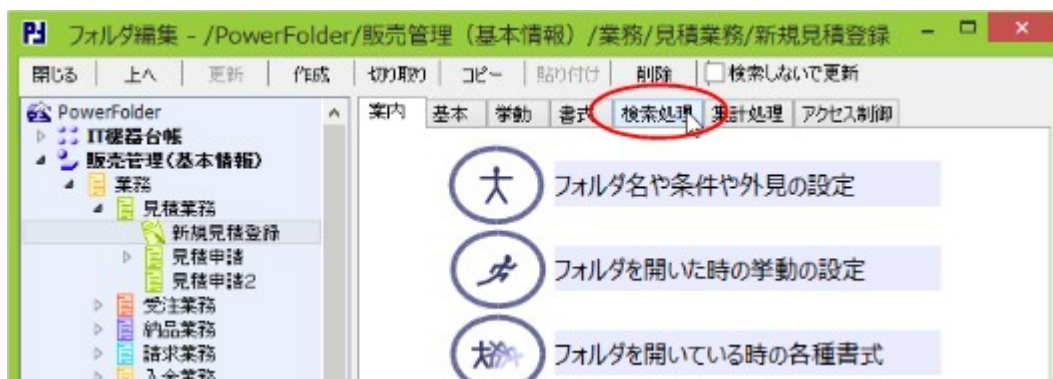 フォルダ編集 - /PowerFolder/販売管理（基本情報）/業務/見積業務/新規見積登録
閉じる 上へ 更新 作成 切り取り コピー 貼り付け 削除 検索しないで更新
PowerFolder
IT機器台帳
販売管理(基本情報)
業務
見積業務
新規見積登録
見積申請
見積申請2
受注業務
納品業務
請求業務
入金業務
案内 基本 挙動 書式 検索処理 集計処理 アクセス制御
フォルダ名や条件や外見の設定
フォルダを開いた時の挙動の設定
フォルダを開いている時の各種書式